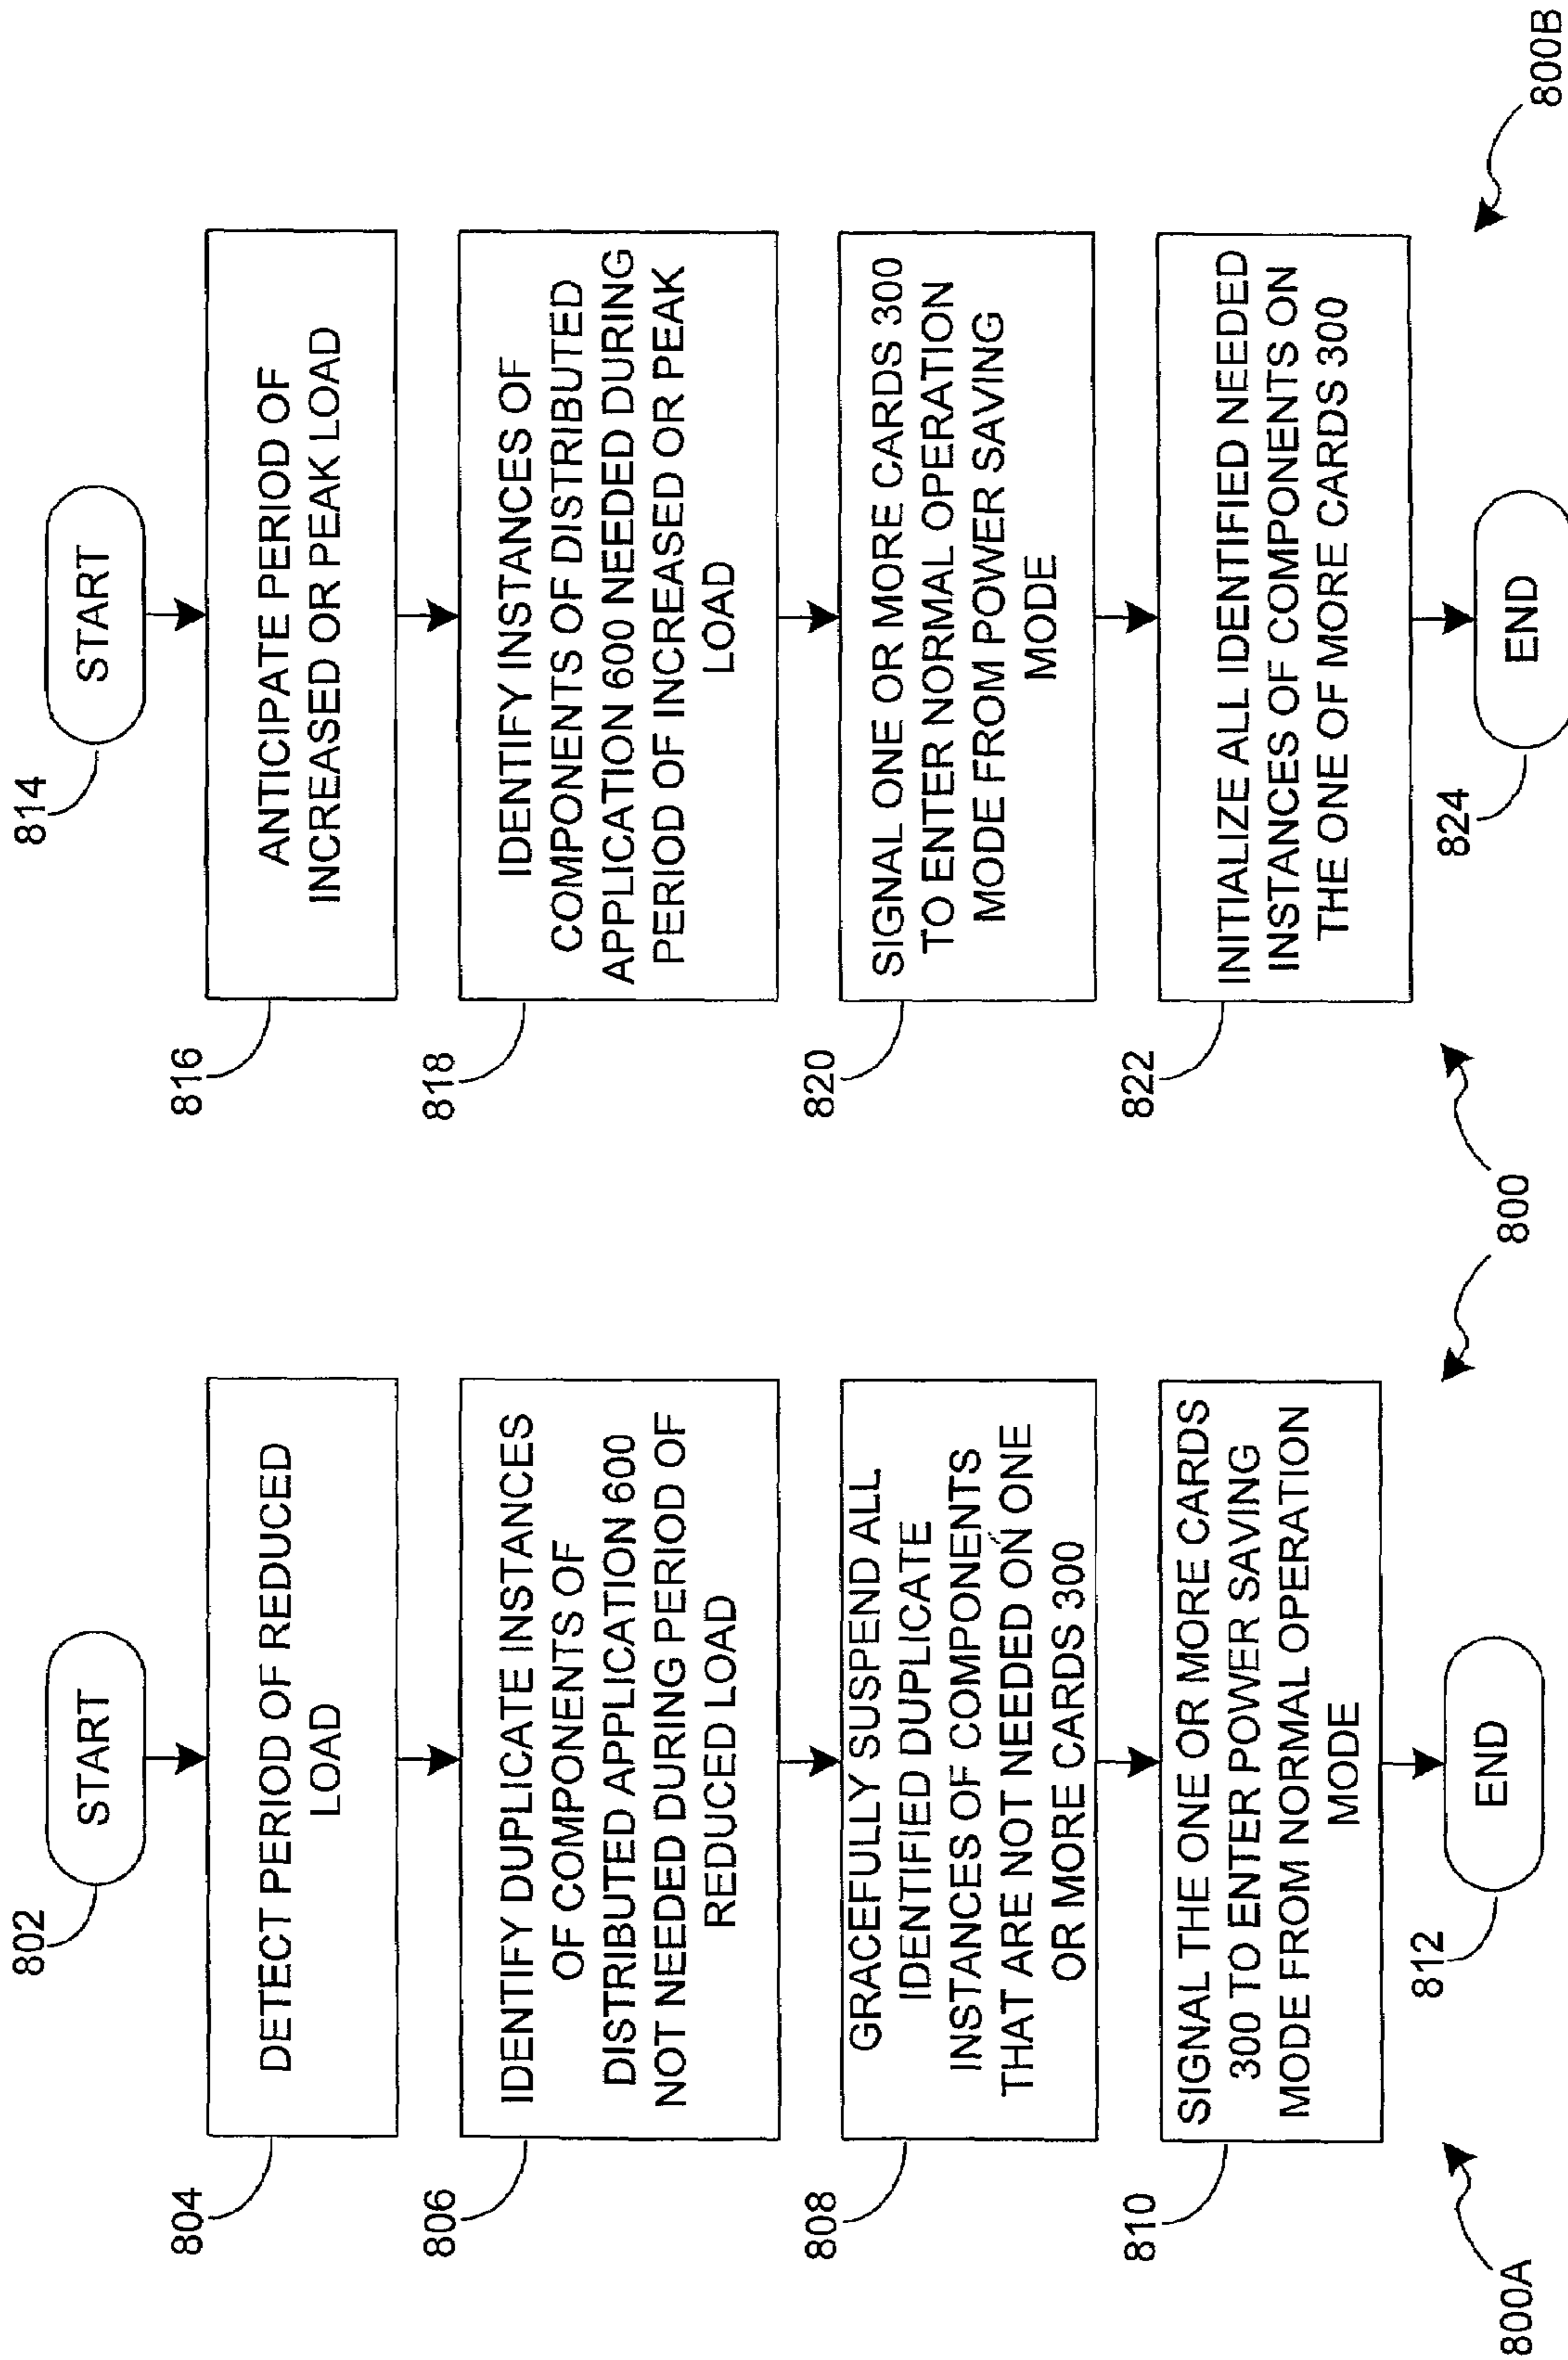 802
START
804
DETECT PERIOD OF REDUCED
LOAD
806
IDENTIFY DUPLICATE INSTANCES
OF COMPONENTS OF
DISTRIBUTED APPLICATION 600
NOT NEEDED DURING PERIOD OF
REDUCED LOAD
808
GRACEFULLY SUSPEND ALL
IDENTIFIED DUPLICATE
INSTANCES OF COMPONENTS
THAT ARE NOT NEEDED ON ONE
OR MORE CARDS 300
810
SIGNAL THE ONE OR MORE CARDS
300 TO ENTER POWER SAVING
MODE FROM NORMAL OPERATION
MODE
812
END
800A
800
814
START
816
ANTICIPATE PERIOD OF
INCREASED OR PEAK LOAD
818
IDENTIFY INSTANCES OF
COMPONENTS OF DISTRIBUTED
APPLICATION 600 NEEDED DURING
PERIOD OF INCREASED OR PEAK
LOAD
820
SIGNAL ONE OR MORE CARDS 300
TO ENTER NORMAL OPERATION
MODE FROM POWER SAVING
MODE
822
INITIALIZE ALL IDENTIFIED NEEDED
INSTANCES OF COMPONENTS ON
THE ONE OF MORE CARDS 300
824
END
800B